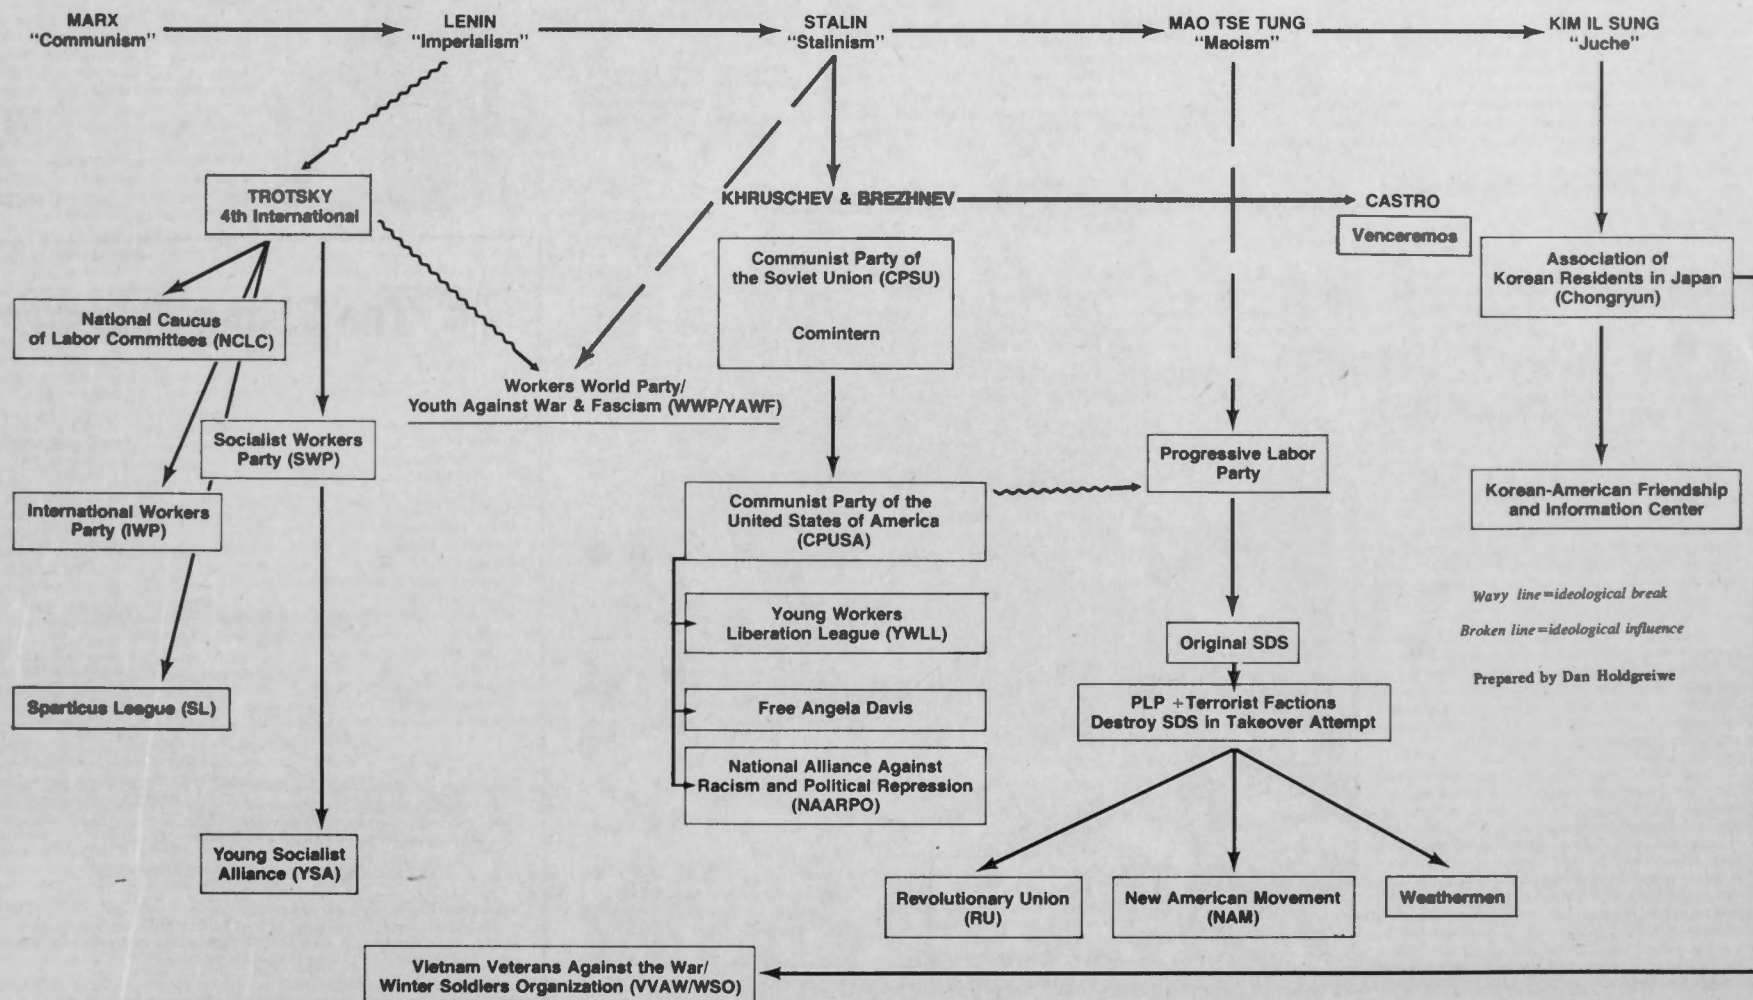 MARX
"Communism"
LENIN
"Imperialism"
STALIN
"Stalinism"
MAO TSE TUNG
"Maoism"
KIM IL SUNG
"Juche"
TROTSKY
4th International
KHRUSCHEV & BREZHNEV
CASTRO
Venceremos
Communist Party of
the Soviet Union (CPSU)
Comintern
Association of
Korean Residents in Japan
(Chongryun)
National Caucus
of Labor Committees (NCLC)
Workers World Party/
Youth Against War & Fascism (WWP/YAWF)
Socialist Workers
Party (SWP)
Progressive Labor
Party
International Workers
Party (IWP)
Communist Party of the
United States of America
(CPUSA)
Korean-American Friendship
and Information Center
Wavy line=ideological break
Broken line=ideological influence
Prepared by Dan Holdgreiwe
Young Workers
Liberation League (YWLL)
Original SDS
Sparticus League (SL)
Free Angela Davis
PLP + Terrorist Factions
Destroy SDS in Takeover Attempt
National Alliance Against
Racism and Political Repression
(NAARPO)
Young Socialist
Alliance (YSA)
Revolutionary Union
(RU)
New American Movement
(NAM)
Weathermen
Vietnam Veterans Against the War/
Winter Soldiers Organization (VVAW/WSO)